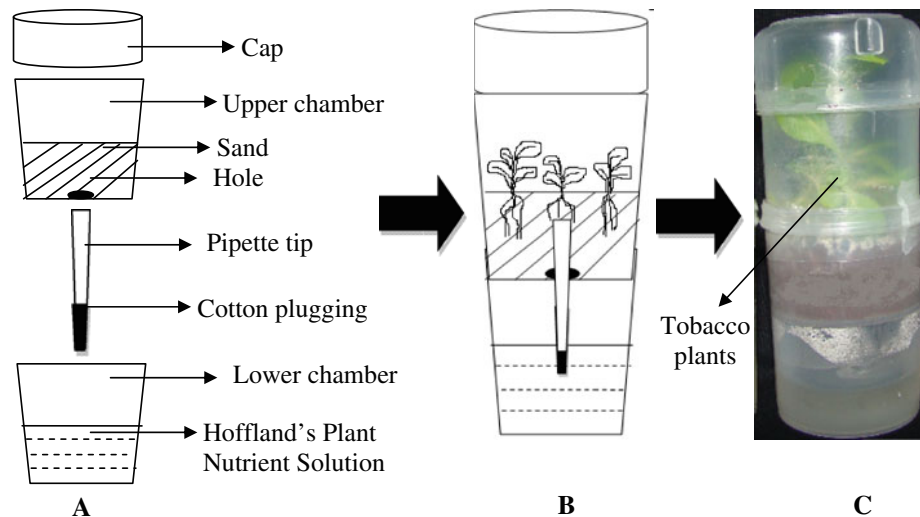 Cap
Upper chamber
Sand
Hole
Pipette tip
Cotton plugging
Lower chamber
Hoffland's Plant
Nutrient Solution
Tobacco
plants
A
B
C